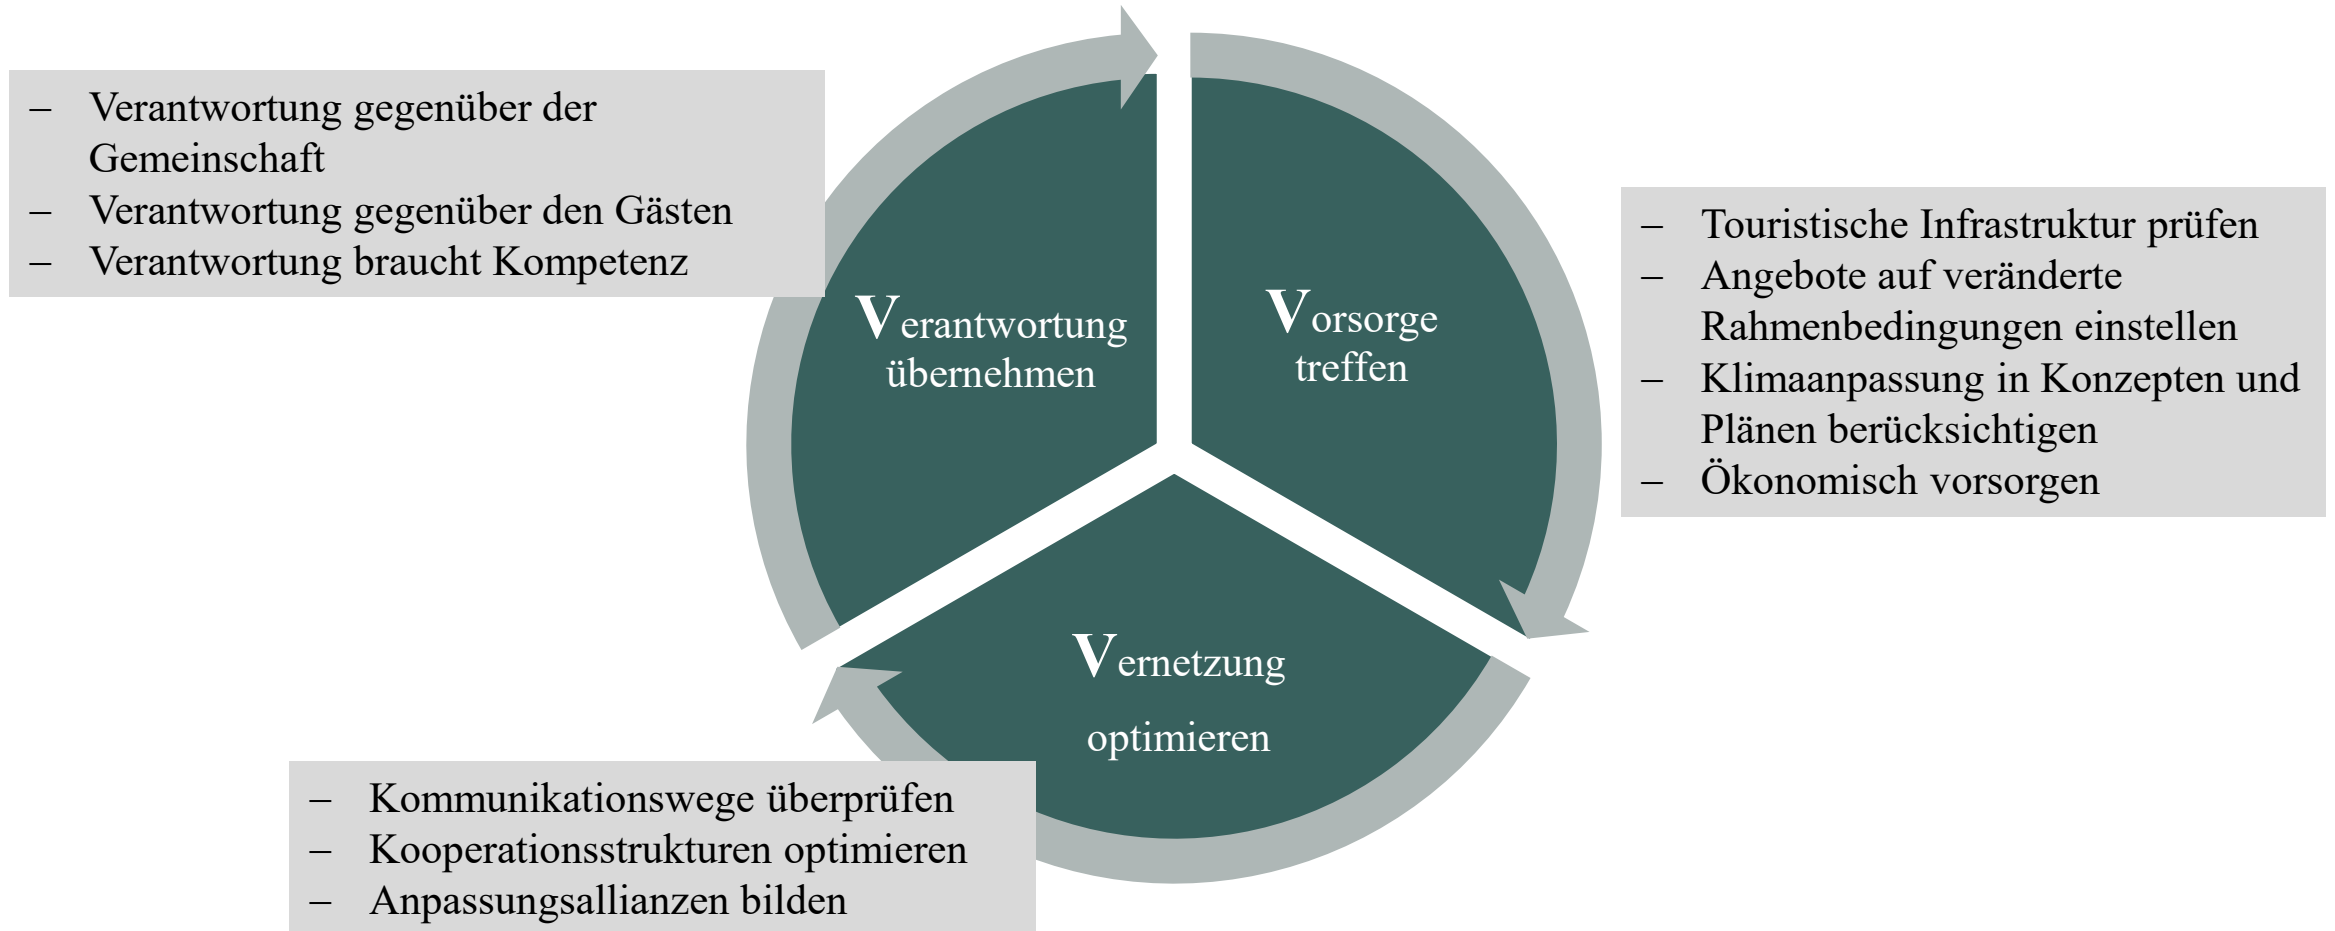 – Verantwortung gegenüber der
Gemeinschaft
– Verantwortung gegenüber den Gästen
– Verantwortung braucht Kompetenz
Verantwortung
übernehmen
Vorsorge
treffen
– Touristische Infrastruktur prüfen
– Angebote auf veränderte
Rahmenbedingungen einstellen
– Klimaanpassung in Konzepten und
Plänen berücksichtigen
– Ökonomisch vorsorgen
Vernetzung
optimieren
– Kommunikationswege überprüfen
– Kooperationsstrukturen optimieren
– Anpassungsallianzen bilden